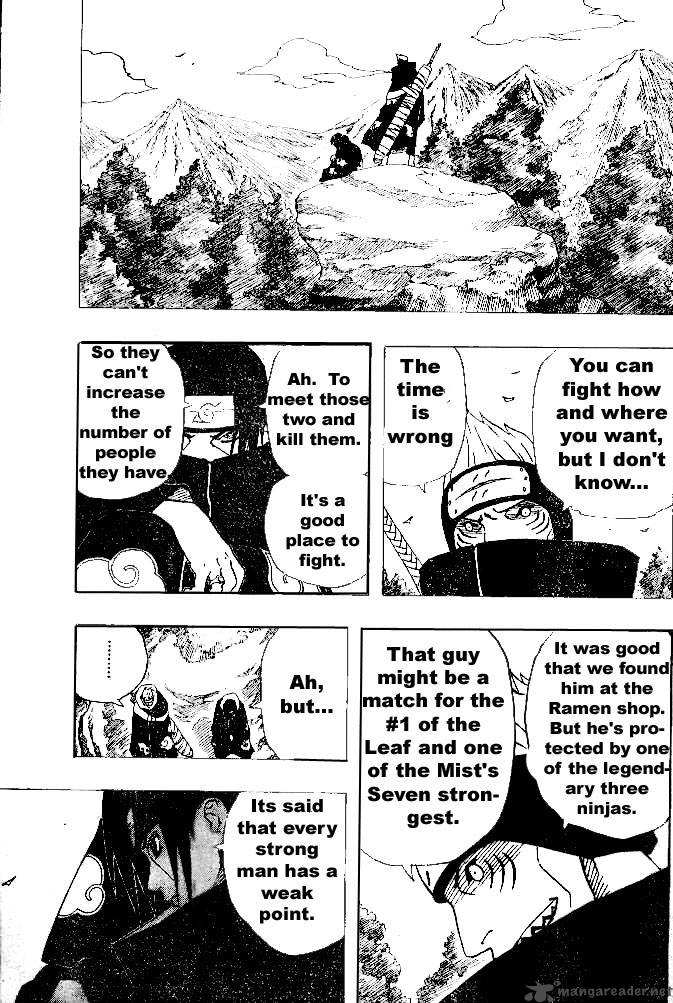 You can
fight how
and where
you want,
but I don't
know...
The
time
is
wrong
Ah. To
meet those
two and
kill them.
It's a
good
place to
fight.
So they
can't
increase
the
number of
people
they have.
It was good
that we found
him at the
Ramen shop.
But he's pro-
tected by one
of the legend-
ary three
ninjas.
That guy
might be a
match for the
#1 of the
Leaf and one
of the Mist's
Seven stron-
gest.
Ah,
but...
.........
Its said
that every
strong
man has a
weak
point.
mangareader.net